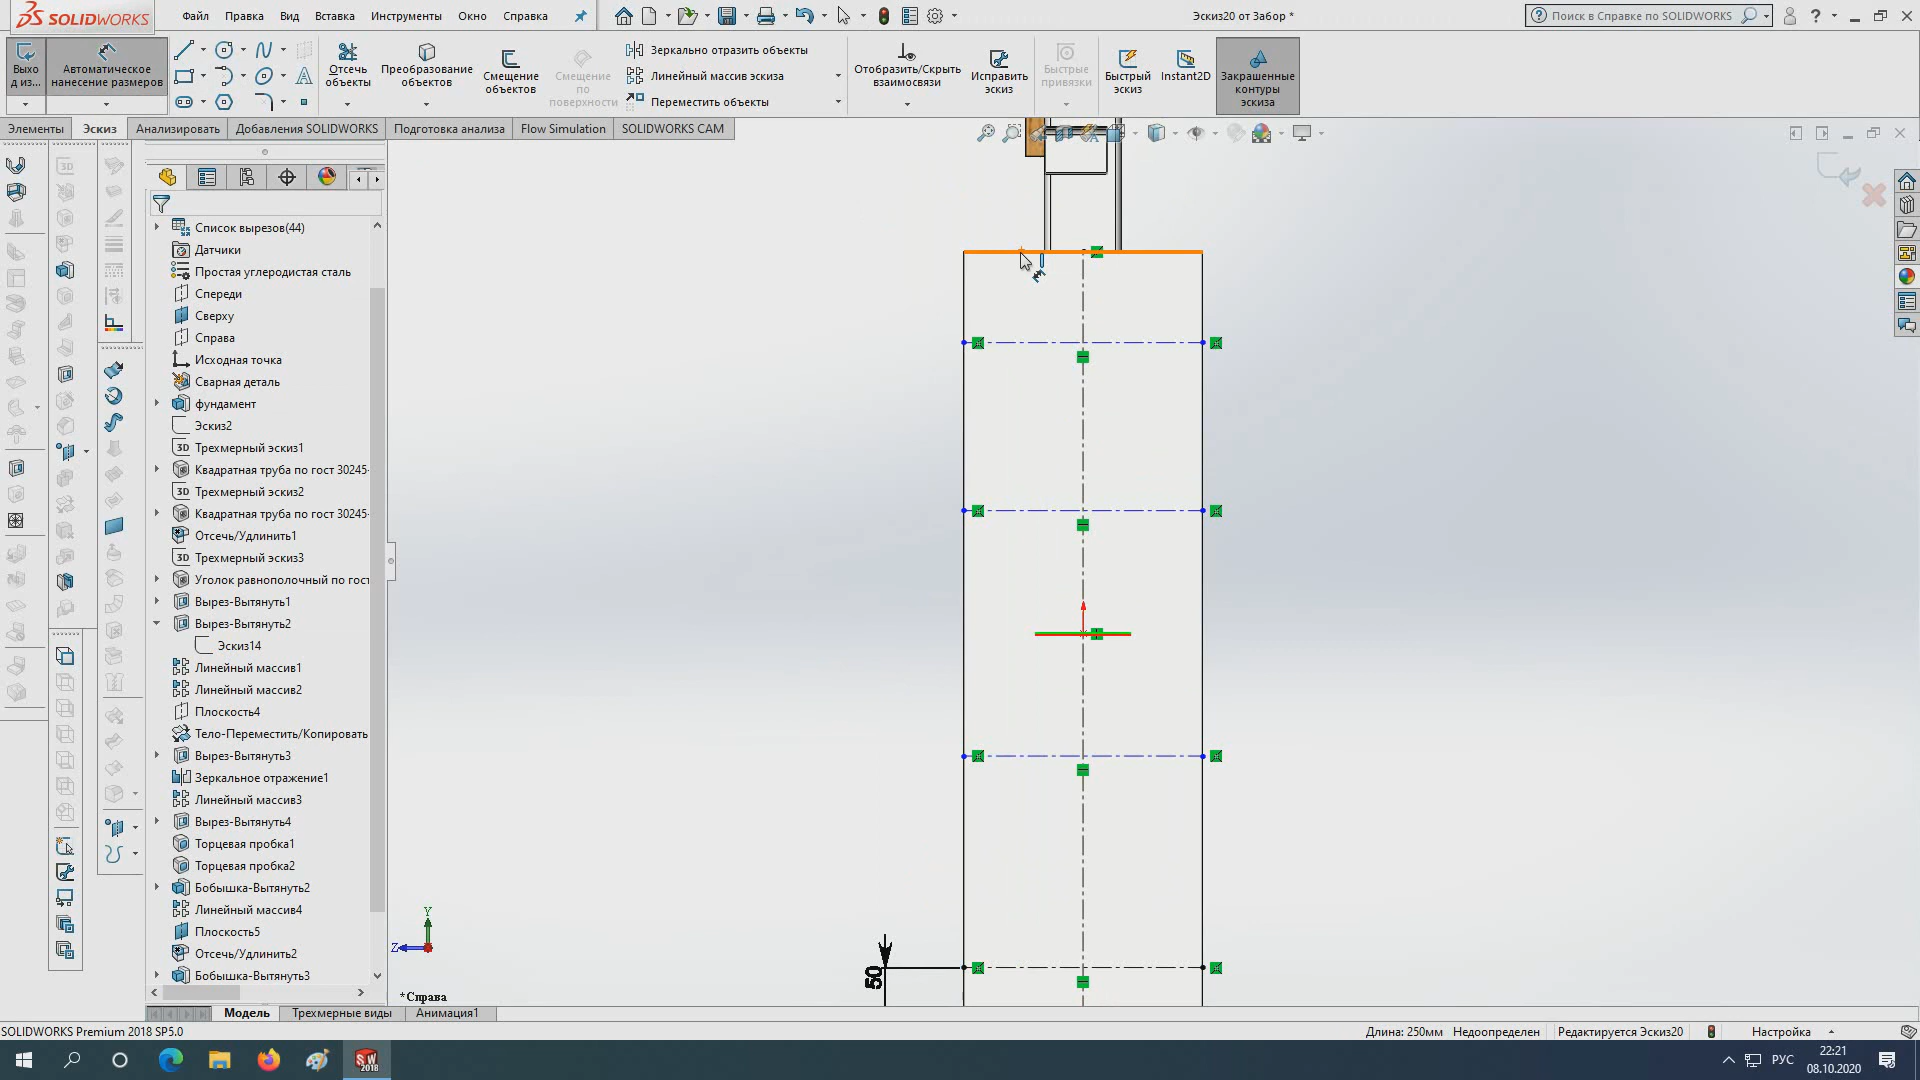 SOLIDWORKS
Файл
Правка
Вид
Вставка
Инструменты
Окно
Справка
Эскиз20 от Забор *
Поиск в Справке по SOLIDWORKS
Выхо
д из...
Автоматическое
нанесение размеров
Отсечь
объекты
Преобразование
объектов
Смещение
объектов
Смещение
по
поверхности
Зеркально отразить объекты
Линейный массив эскиза
Переместить объекты
Отобразить/Скрыть
взаимосвязи
Исправить
эскиз
Быстрые
привязки
Быстрый
эскиз
Instant2D
Закрашенные
контуры
эскиза
Элементы
Эскиз
Анализировать
Добавления SOLIDWORKS
Подготовка анализа
Flow Simulation
SOLIDWORKS CAM
Список вырезов(44)
Датчики
Простая углеродистая сталь
Спереди
Сверху
Справа
Исходная точка
Сварная деталь
фундамент
Эскиз2
3D Трехмерный эскиз1
Квадратная труба по гост 30245-
3D Трехмерный эскиз2
Квадратная труба по гост 30245-
Отсечь/Удлинить1
3D Трехмерный эскиз3
Уголок равнополочный по гост
Вырез-Вытянуть1
Вырез-Вытянуть2
Эскиз14
Линейный массив1
Линейный массив2
Плоскость4
Тело-Переместить/Копировать
Вырез-Вытянуть3
Зеркальное отражение1
Линейный массив3
Вырез-Вытянуть4
Торцевая пробка1
Торцевая пробка2
Бобышка-Вытянуть2
Линейный массив4
Плоскость5
Отсечь/Удлинить2
Бобышка-Вытянуть3
Y
Z
*Справа
50
Модель
Трехмерные виды
Анимация1
SOLIDWORKS Premium 2018 SP5.0
Длина: 250мм
Недоопределен
Редактируется Эскиз20
Настройка
РУС
22:21
08.10.2020